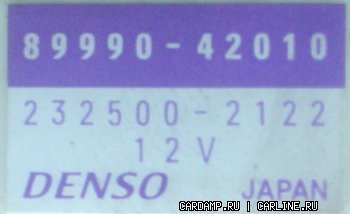 89990-42010
232500-2122
12V
DENSO JAPAN
CARDAMP.RU | CARLINE.RU